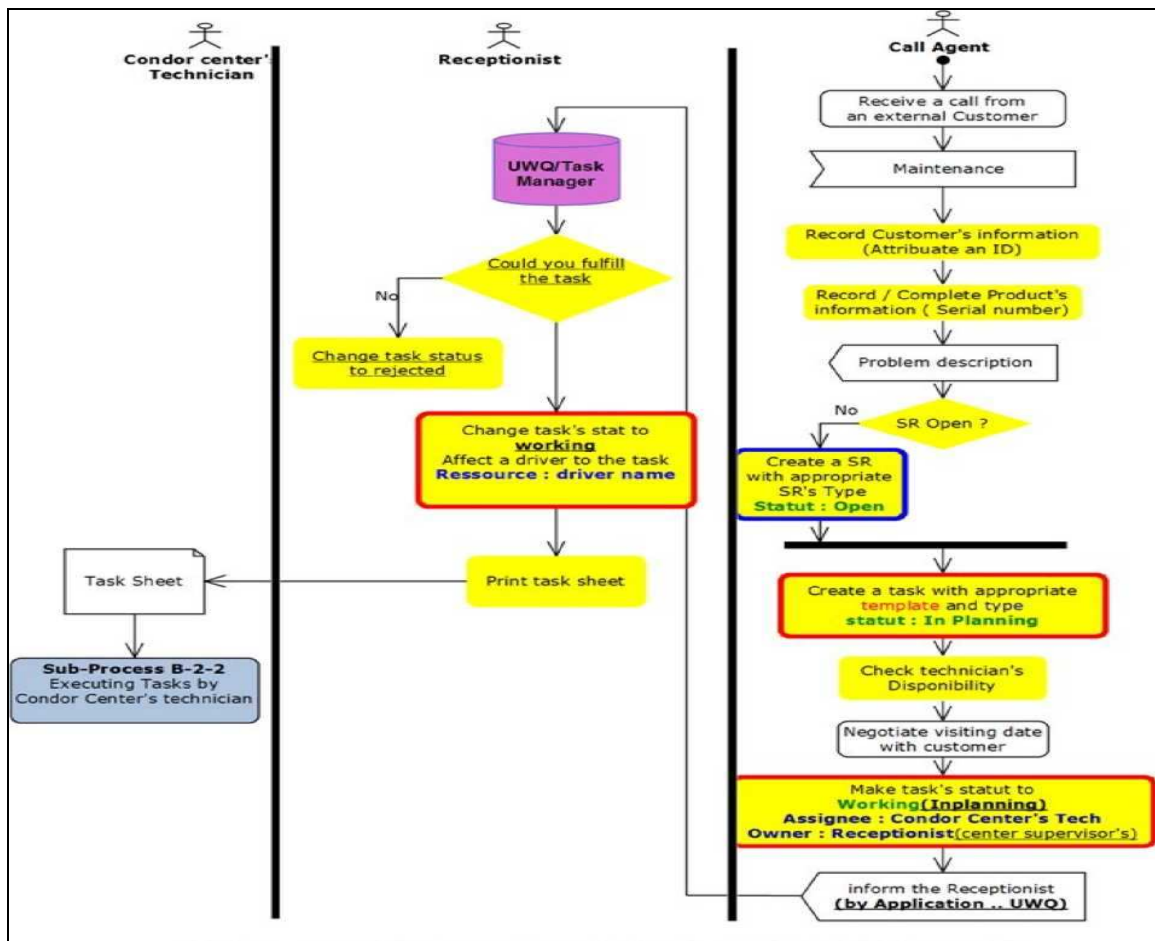 Condor center's
Technician
Receptionist
Call Agent
Receive a call from
an external Customer
Maintenance
Record Customer's information
(Attribuate an ID)
Record / Complete Product's
information ( Serial number)
Problem description
SR Open ?
No
Create a SR
with appropriate
SR's Type
Statut : Open
Create a task with appropriate
template and type
statut : In Planning
Check technician's
Disponibility
Negotiate visiting date
with customer
Make task's statut to
Working(Inplanning)
Assignee : Condor Center's Tech
Owner : Receptionist(center supervisor's)
inform the Receptionist
(by Application .. UWQ)
UWQ/Task
Manager
Could you fulfill
the task
No
Change task status
to rejected
Change task's stat to
working
Affect a driver to the task
Ressource : driver name
Print task sheet
Task Sheet
Sub-Process B-2-2
Executing Tasks by
Condor Center's technician